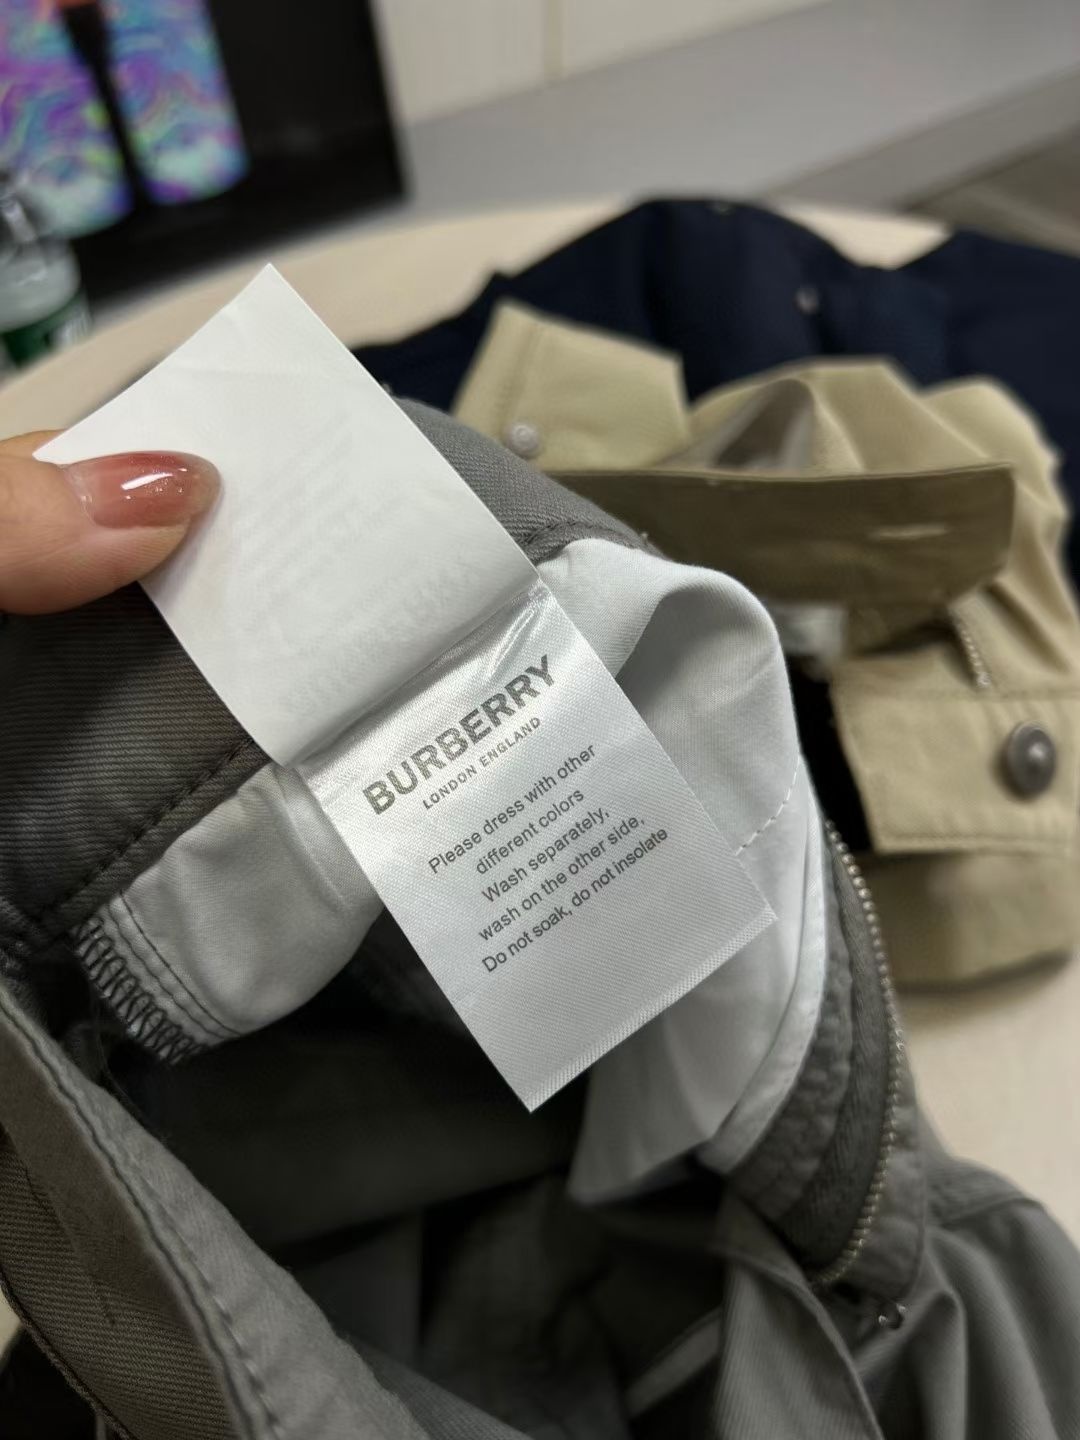 BURBERRY
LONDON ENGLAND
Please dress with other
different colors
Wash separately,
wash on the other side,
Do not soak, do not insolate